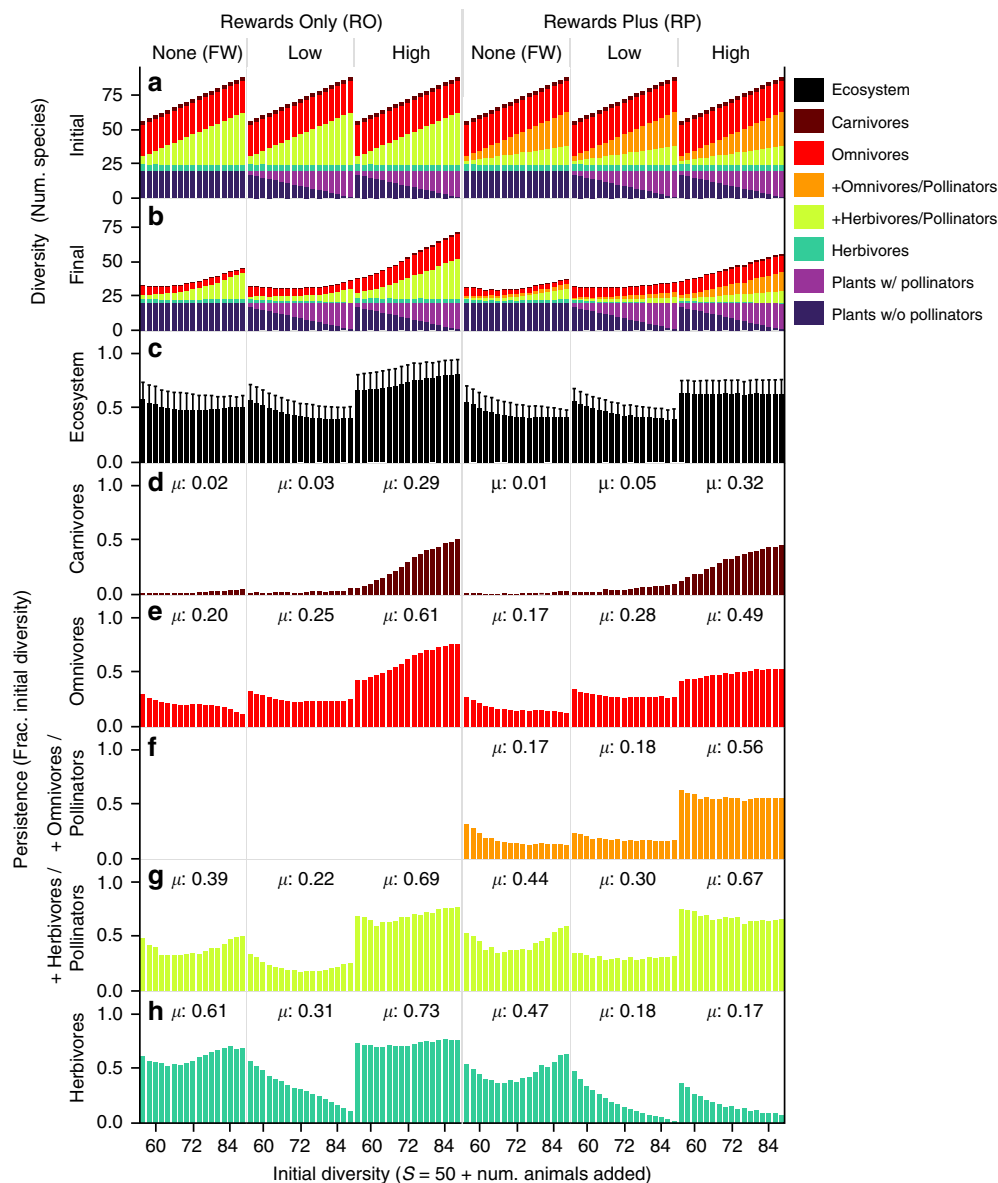 Rewards Only (RO)
Rewards Plus (RP)
None (FW)
Low
High
None (FW)
Low
High
Diversity (Num. species)
Initial
a
75
50
25
0
Final
b
75
50
25
0
Ecosystem
Carnivores
Omnivores
+Omnivores/Pollinators
+Herbivores/Pollinators
Herbivores
Plants w/ pollinators
Plants w/o pollinators
Persistence (Frac. initial diversity)
Ecosystem
c
1.0
0.5
0.0
Carnivores
d
μ: 0.02
μ: 0.03
μ: 0.29
μ: 0.01
μ: 0.05
μ: 0.32
0.5
0.0
Omnivores
e
1.0
μ: 0.20
μ: 0.25
μ: 0.61
μ: 0.17
μ: 0.28
μ: 0.49
0.5
0.0
+ Omnivores /
Pollinators
f
1.0
μ: 0.17
μ: 0.18
μ: 0.56
0.5
0.0
+ Herbivores /
Pollinators
g
1.0
μ: 0.39
μ: 0.22
μ: 0.69
μ: 0.44
μ: 0.30
μ: 0.67
0.5
0.0
Herbivores
h
1.0
μ: 0.61
μ: 0.31
μ: 0.73
μ: 0.47
μ: 0.18
μ: 0.17
0.5
0.0
60 72 84 60 72 84 60 72 84 60 72 84 60 72 84 60 72 84
Initial diversity (S = 50 + num. animals added)